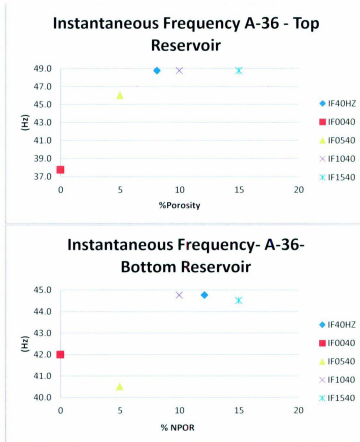 Instantaneous Frequency A-36 - Top
Reservoir
49.0
47.0
45.0
43.0
41.0
39.0
37.0
(Hz)
0 5 10 15 20
%Porosity
IF40HZ
IF0040
IF0540
IF1040
IF1540
Instantaneous Frequency- A-36-
Bottom Reservoir
45.0
44.0
43.0
42.0
41.0
40.0
(Hz)
0 5 10 15 20
% NPOR
IF40HZ
IF0040
IF0540
IF1040
IF1540